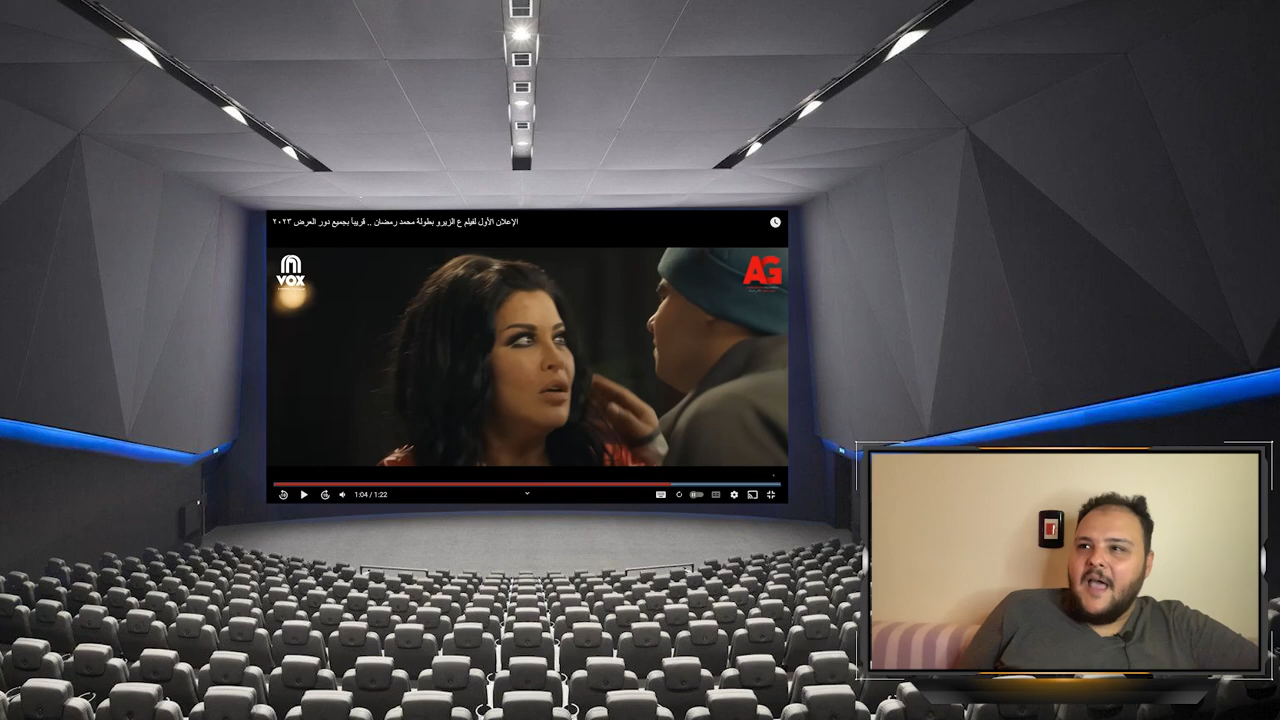 الإعلان الأول لفيلم ع الزيرو بطولة محمد رمضان .. قريباً بجميع دور العرض ٢٠٢٣
VOX
AG
1:04 / 1:22